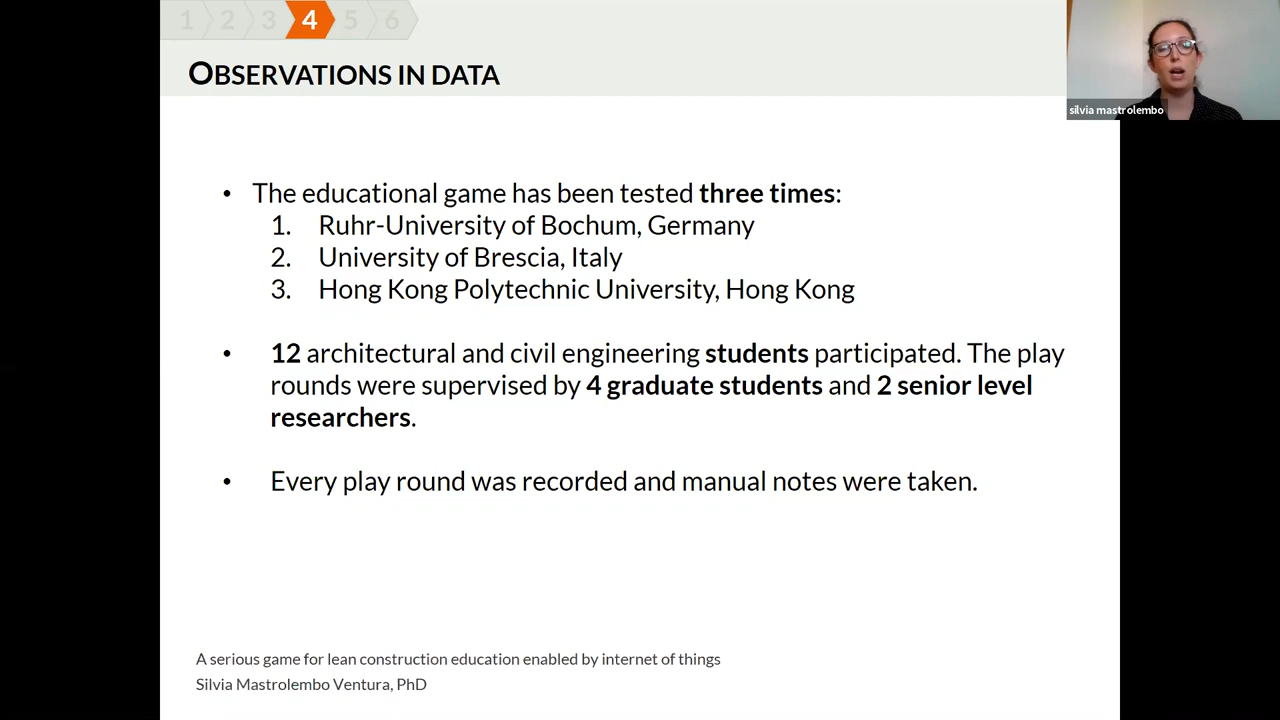 1 2 3 4 5 6
OBSERVATIONS IN DATA
silvia mastrolembo
• The educational game has been tested three times:
1. Ruhr-University of Bochum, Germany
2. University of Brescia, Italy
3. Hong Kong Polytechnic University, Hong Kong
• 12 architectural and civil engineering students participated. The play
rounds were supervised by 4 graduate students and 2 senior level
researchers.
• Every play round was recorded and manual notes were taken.
A serious game for lean construction education enabled by internet of things
Silvia Mastrolembo Ventura, PhD